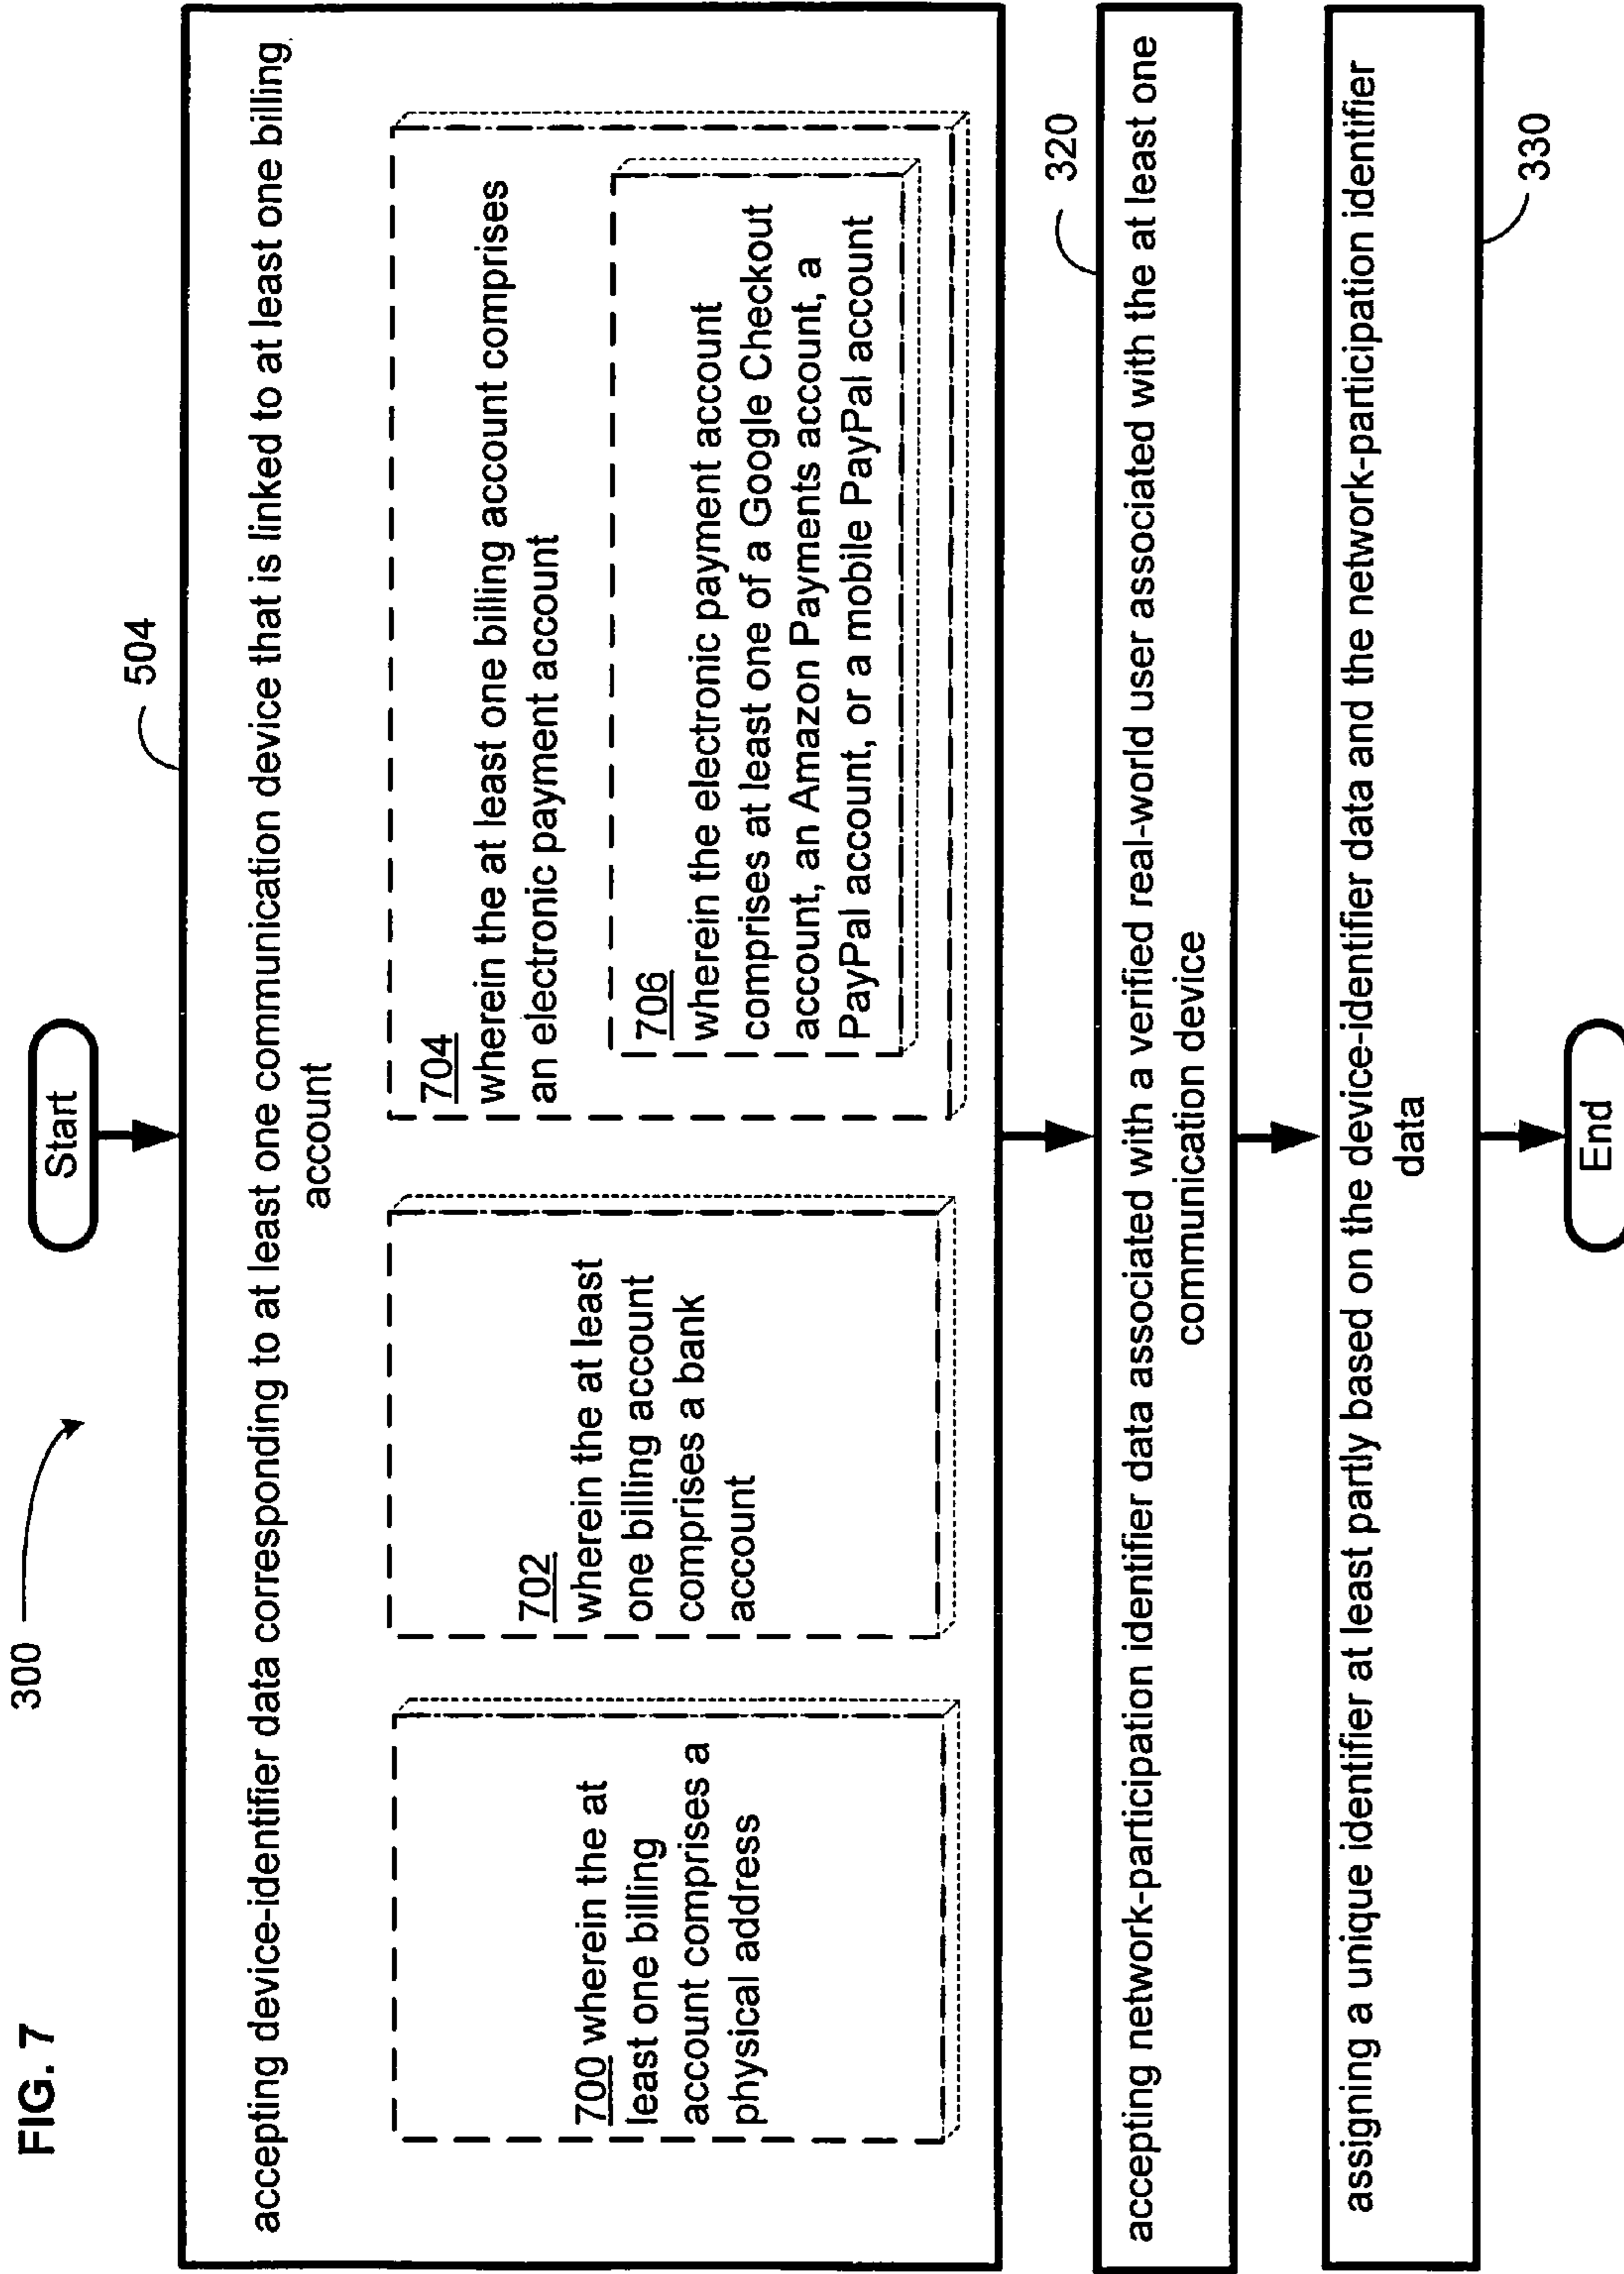 FIG. 7
300
Start
504
accepting device-identifier data corresponding to at least one communication device that is linked to at least one billing
account
700 wherein the at
least one billing
account comprises a
physical address
702
wherein the at least
one billing account
comprises a bank
account
704
wherein the at least one billing account comprises
an electronic payment account
706
wherein the electronic payment account
comprises at least one of a Google Checkout
account, an Amazon Payments account, a
PayPal account, or a mobile PayPal account
320
accepting network-participation identifier data associated with a verified real-world user associated with the at least one
communication device
330
assigning a unique identifier at least partly based on the device-identifier data and the network-participation identifier
data
End